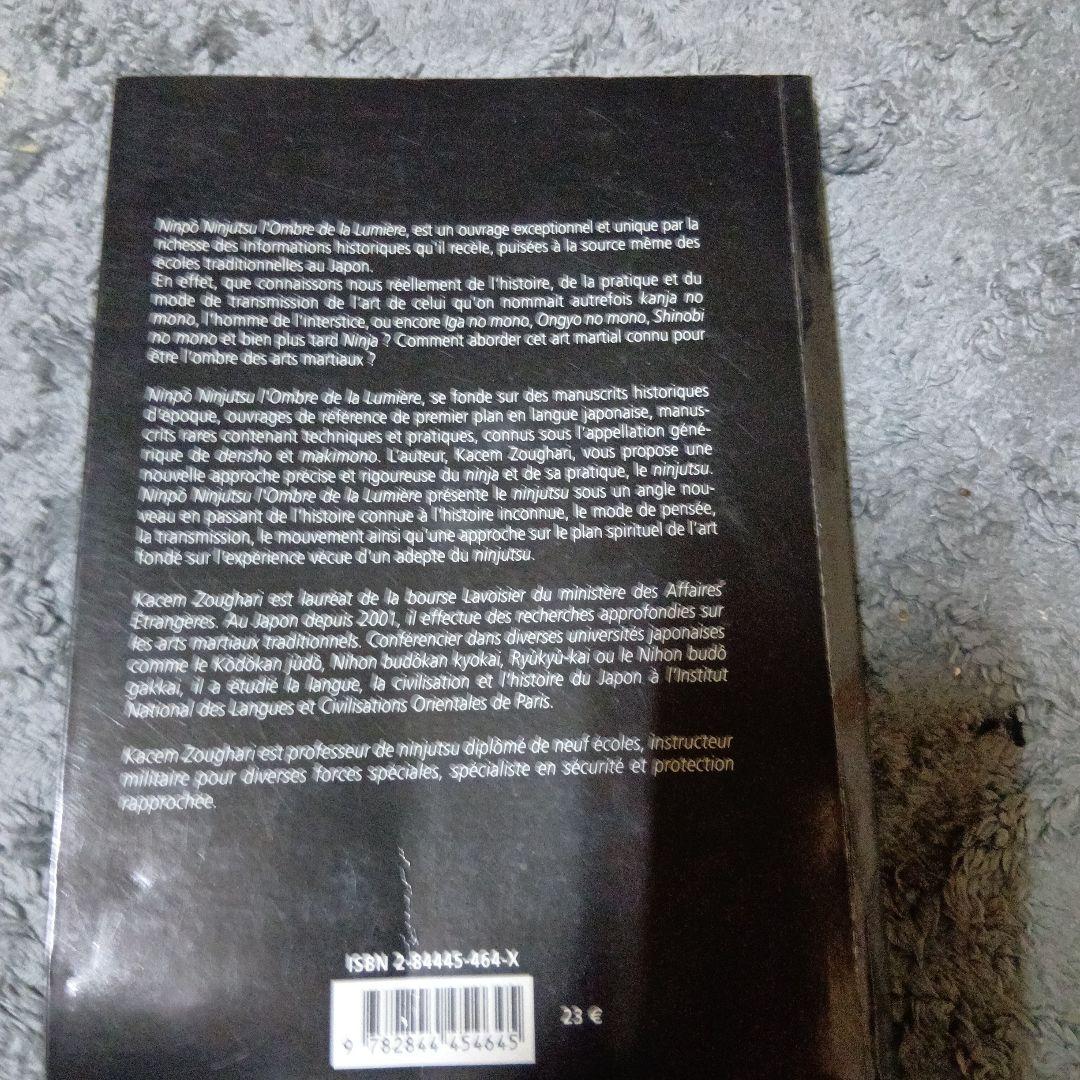 Ninpô Ninjutsu l'Ombre de la Lumière, est un ouvrage exceptionnel et unique par la
richesse des informations historiques qu'il recèle, puisées à la source même des
écoles traditionnelles au Japon.
En effet, que connaissons nous réellement de l'histoire, de la pratique et du
mode de transmission de l'art de celui qu'on nommait autrefois kanja no
mono, l'homme de l'interstice, ou encore Iga no mono, Ongyo no mono, Shinobi
no mono et bien plus tard Ninja ? Comment aborder cet art martial connu pour
être l'ombre des arts martiaux ?
Ninpô Ninjutsu l'Ombre de la Lumière, se fonde sur des manuscrits historiques
d'époque, ouvrages de référence de premier plan en langue japonaise, manus-
crits rares contenant techniques et pratiques, connus sous l'appellation géné-
rique de densho et makimono. L'auteur, Kacem Zoughari, vous propose une
nouvelle approche précise et rigoureuse du ninja et de sa pratique, le ninjutsu.
Ninpô Ninjutsu l'Ombre de la Lumière présente le ninjutsu sous un angle nou-
veau en passant de l'histoire connue à l'histoire inconnue, le mode de pensée,
la transmission, le mouvement ainsi qu'une approche sur le plan spirituel de l'art
fondé sur l'expérience vécue d'un adepte du ninjutsu.
Kacem Zoughari est lauréat de la bourse Lavoisier du ministère des Affaires
Etrangères. Au Japon depuis 2001, il effectue des recherches approfondies sur
les arts martiaux traditionnels. Conférencier dans diverses universités japonaises
comme le Kôdôkan jûdô, Nihon budôkan kyokai, Ryûkyû-kai ou le Nihon budô
gakkai, il a étudié la langue, la civilisation et l'histoire du Japon à l'Institut
National des Langues et Civilisations Orientales de Paris.
Kacem Zoughari est professeur de ninjutsu diplômé de neuf écoles, instructeur
militaire pour diverses forces spéciales, spécialiste en sécurité et protection
rapprochée.
ISBN 2-84445-464-X
23 €
9 782844 454645